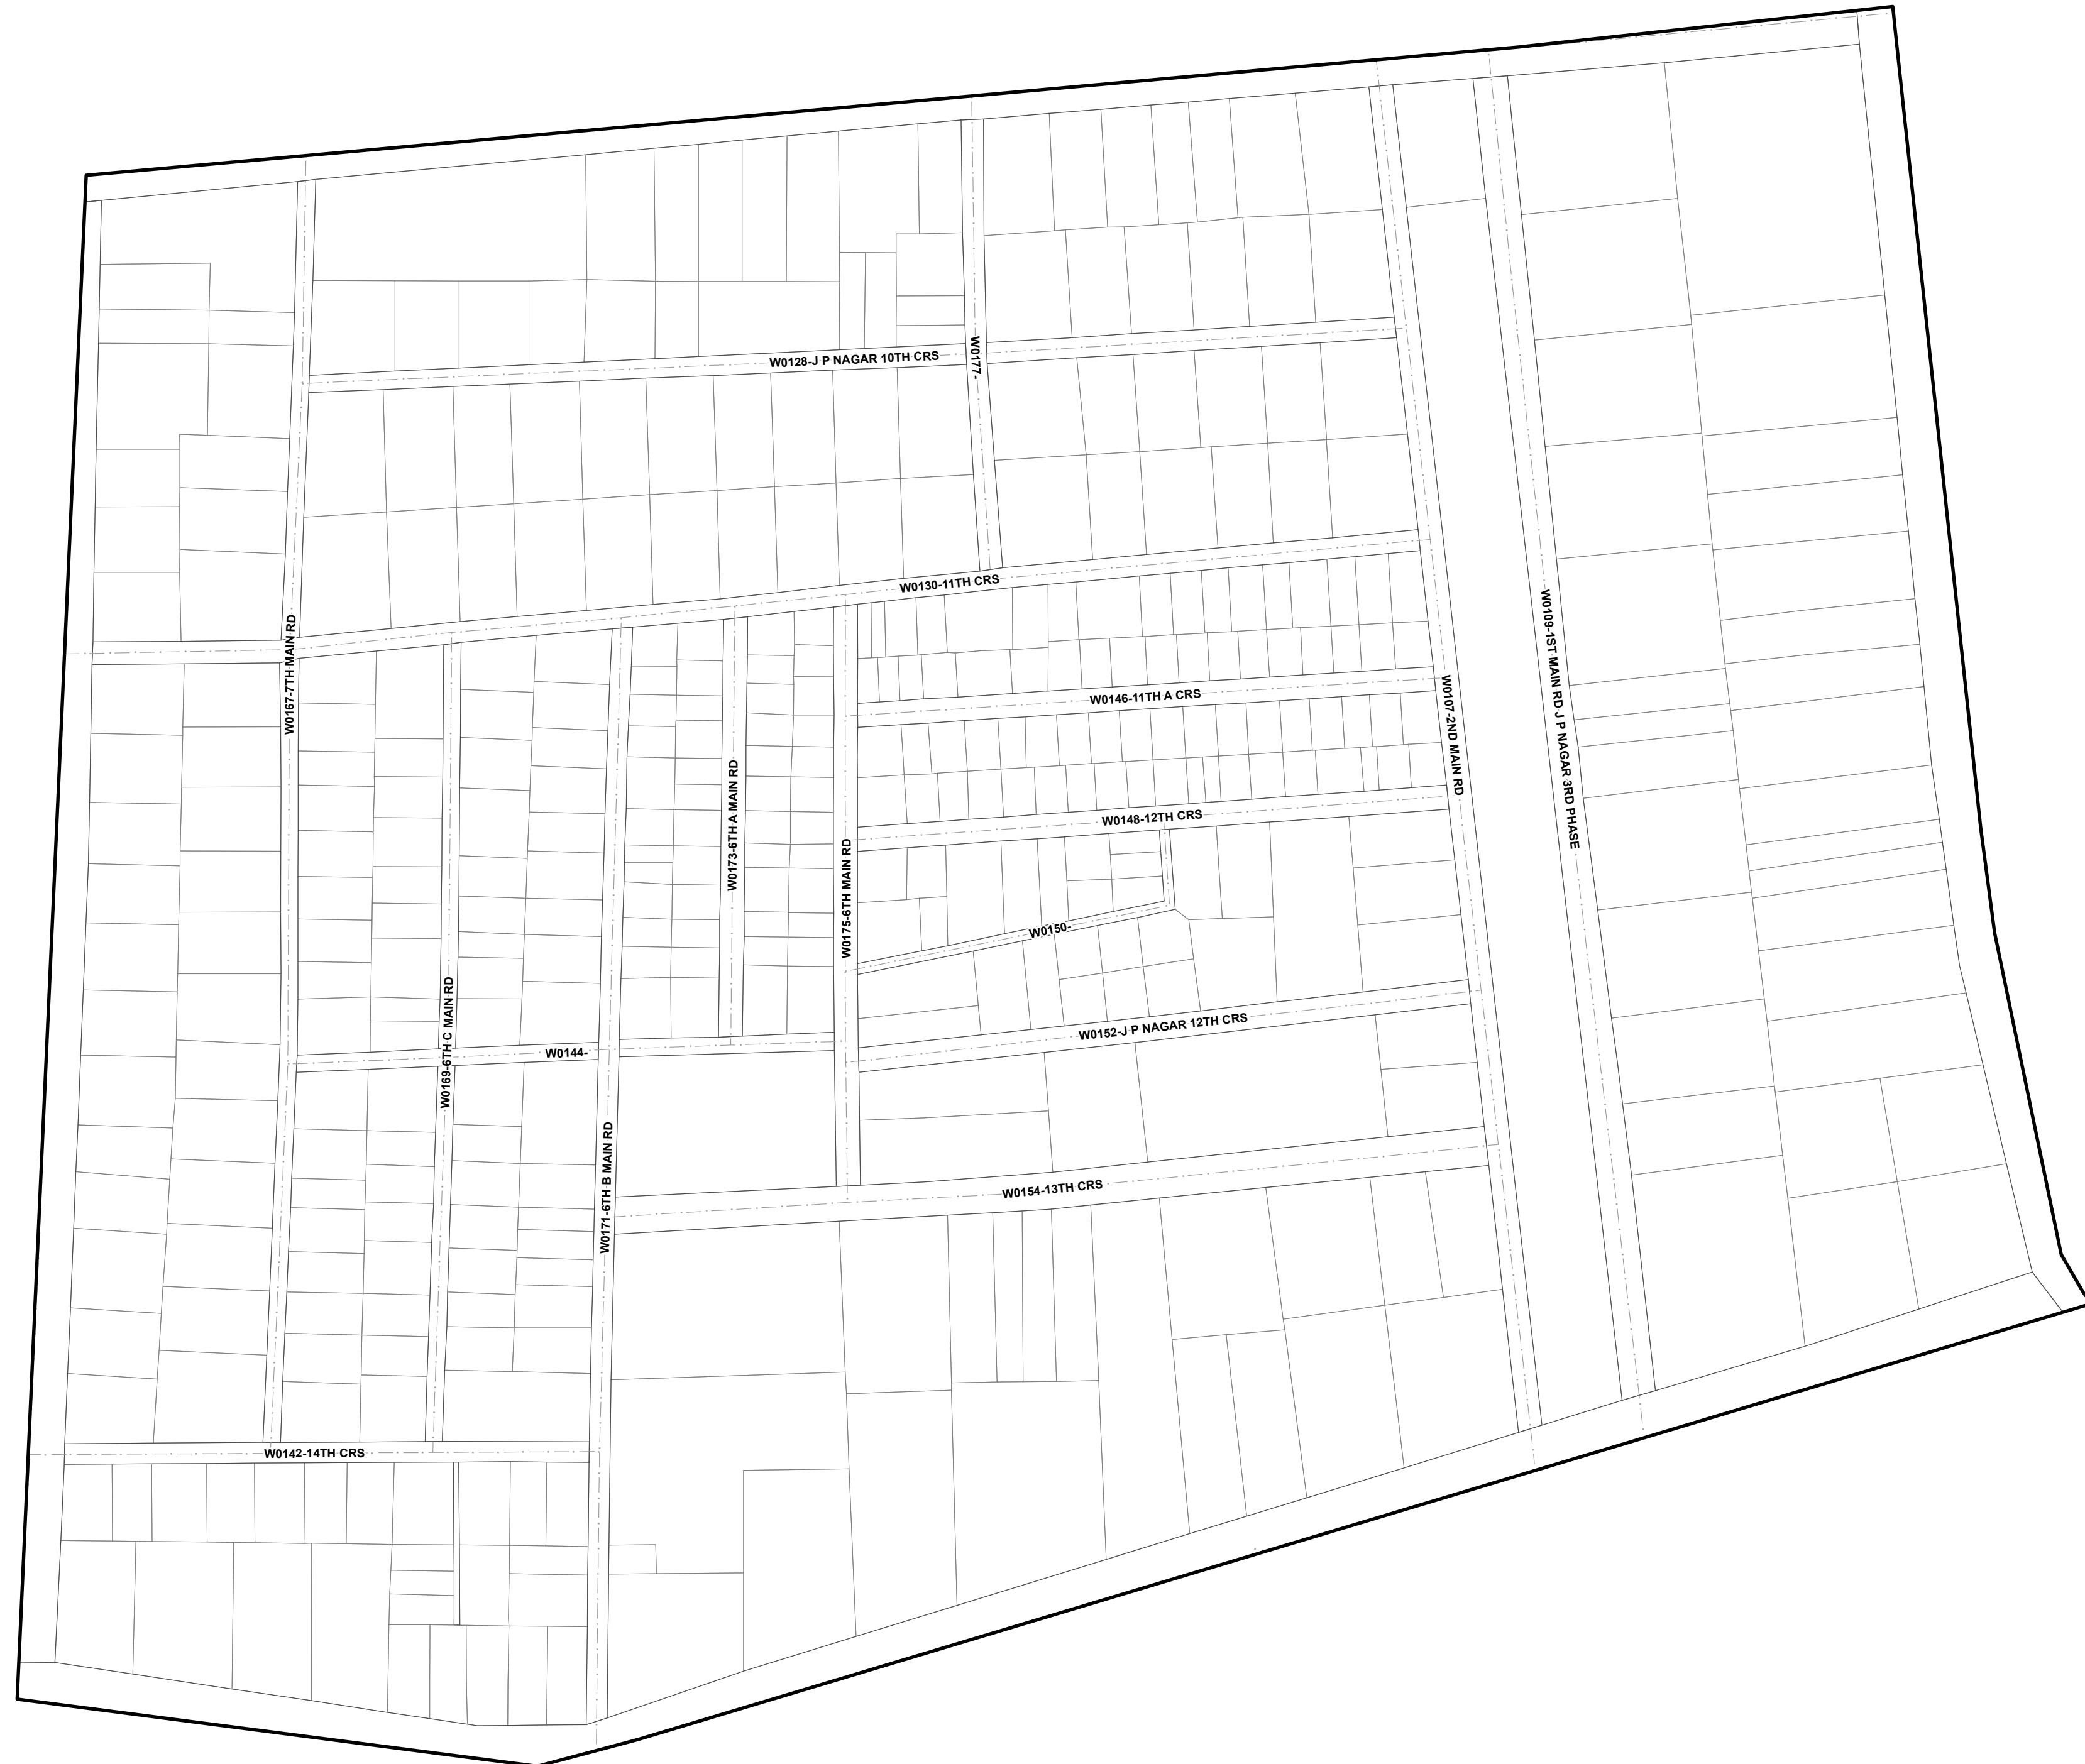 W0128-J P NAGAR 10TH CRS
W0177-
W0130-11TH CRS
W0167-7TH MAIN RD
W0146-11TH A CRS
W0107-2ND MAIN RD
W0109-1ST MAIN RD J P NAGAR 3RD PHASE
W0173-6TH A MAIN RD
W0148-12TH CRS
W0175-6TH MAIN RD
W0150-
W0169-6TH C MAIN RD
W0144-
W0152-J P NAGAR 12TH CRS
W0171-6TH B MAIN RD
W0154-13TH CRS
W0142-14TH CRS